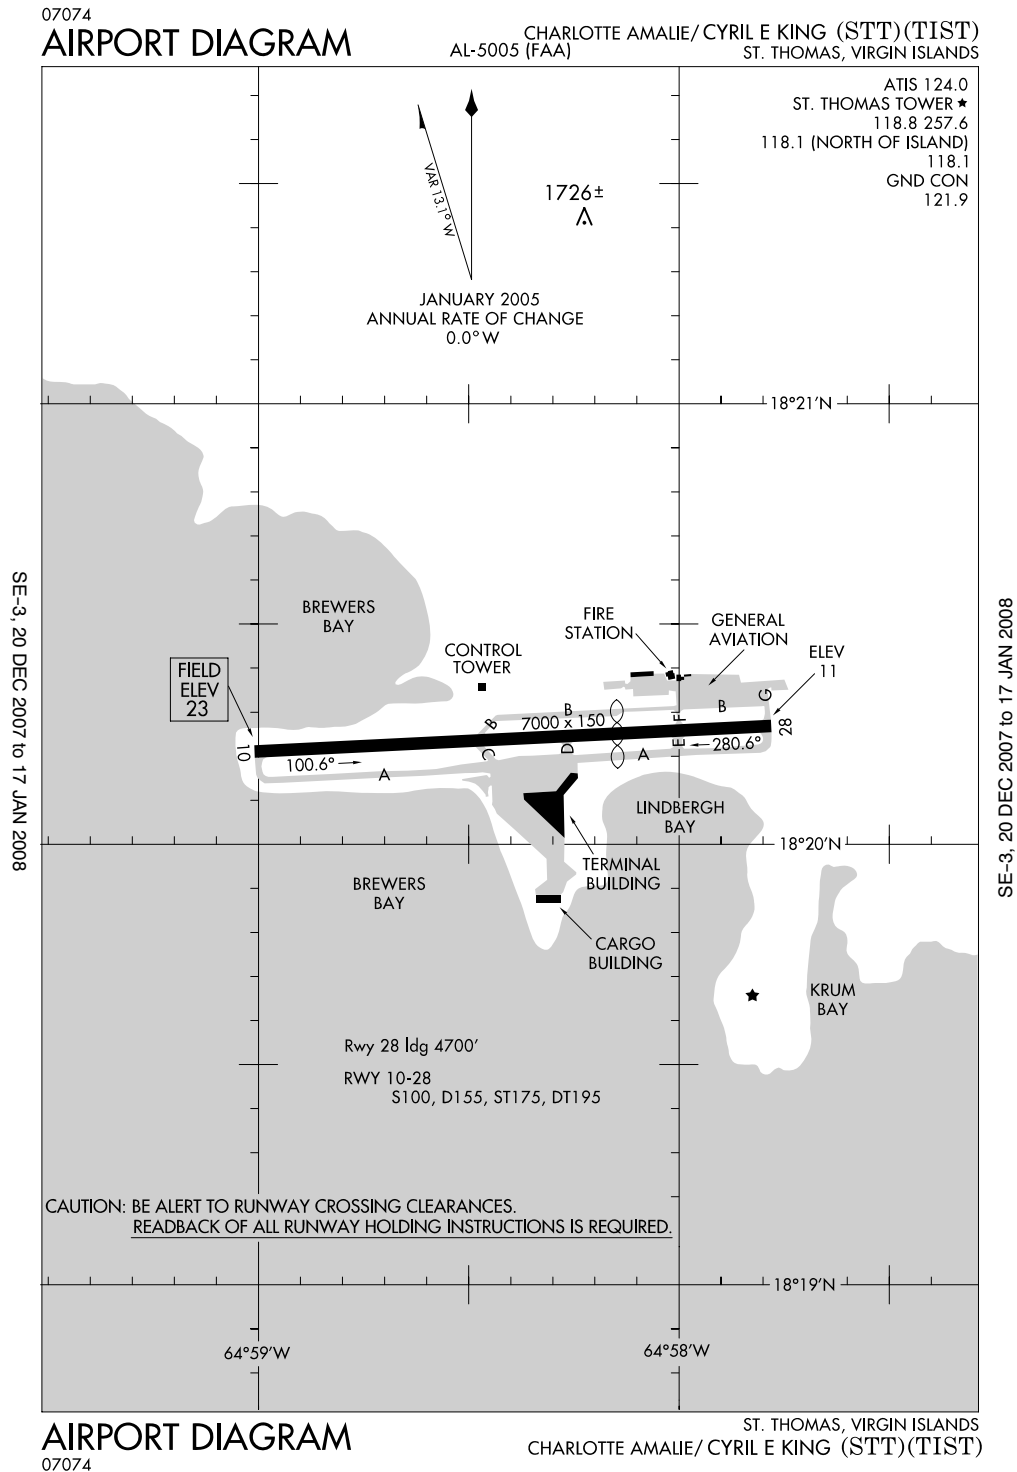 07074
AIRPORT DIAGRAM
AL-5005 (FAA)
CHARLOTTE AMALIE/ CYRIL E KING (STT)(TIST)
ST. THOMAS, VIRGIN ISLANDS
ATIS 124.0
ST. THOMAS TOWER ★
118.8 257.6
118.1 (NORTH OF ISLAND)
118.1
GND CON
121.9
VAR 13.1° W
1726±
JANUARY 2005
ANNUAL RATE OF CHANGE
0.0° W
18°21'N
BREWERS
BAY
FIRE
STATION
GENERAL
AVIATION
CONTROL
TOWER
ELEV
11
FIELD
ELEV
23
G
B
B
B
F
7000 x 150
28
10
E
280.6°
100.6°
A
C
D
A
LINDBERGH
BAY
18°20'N
TERMINAL
BUILDING
BREWERS
BAY
CARGO
BUILDING
KRUM
BAY
Rwy 28 ldg 4700'
RWY 10-28
S100, D155, ST175, DT195
CAUTION: BE ALERT TO RUNWAY CROSSING CLEARANCES.
READBACK OF ALL RUNWAY HOLDING INSTRUCTIONS IS REQUIRED.
18°19'N
64°59'W
64°58'W
SE-3, 20 DEC 2007 to 17 JAN 2008
SE-3, 20 DEC 2007 to 17 JAN 2008
AIRPORT DIAGRAM
07074
ST. THOMAS, VIRGIN ISLANDS
CHARLOTTE AMALIE/ CYRIL E KING (STT)(TIST)